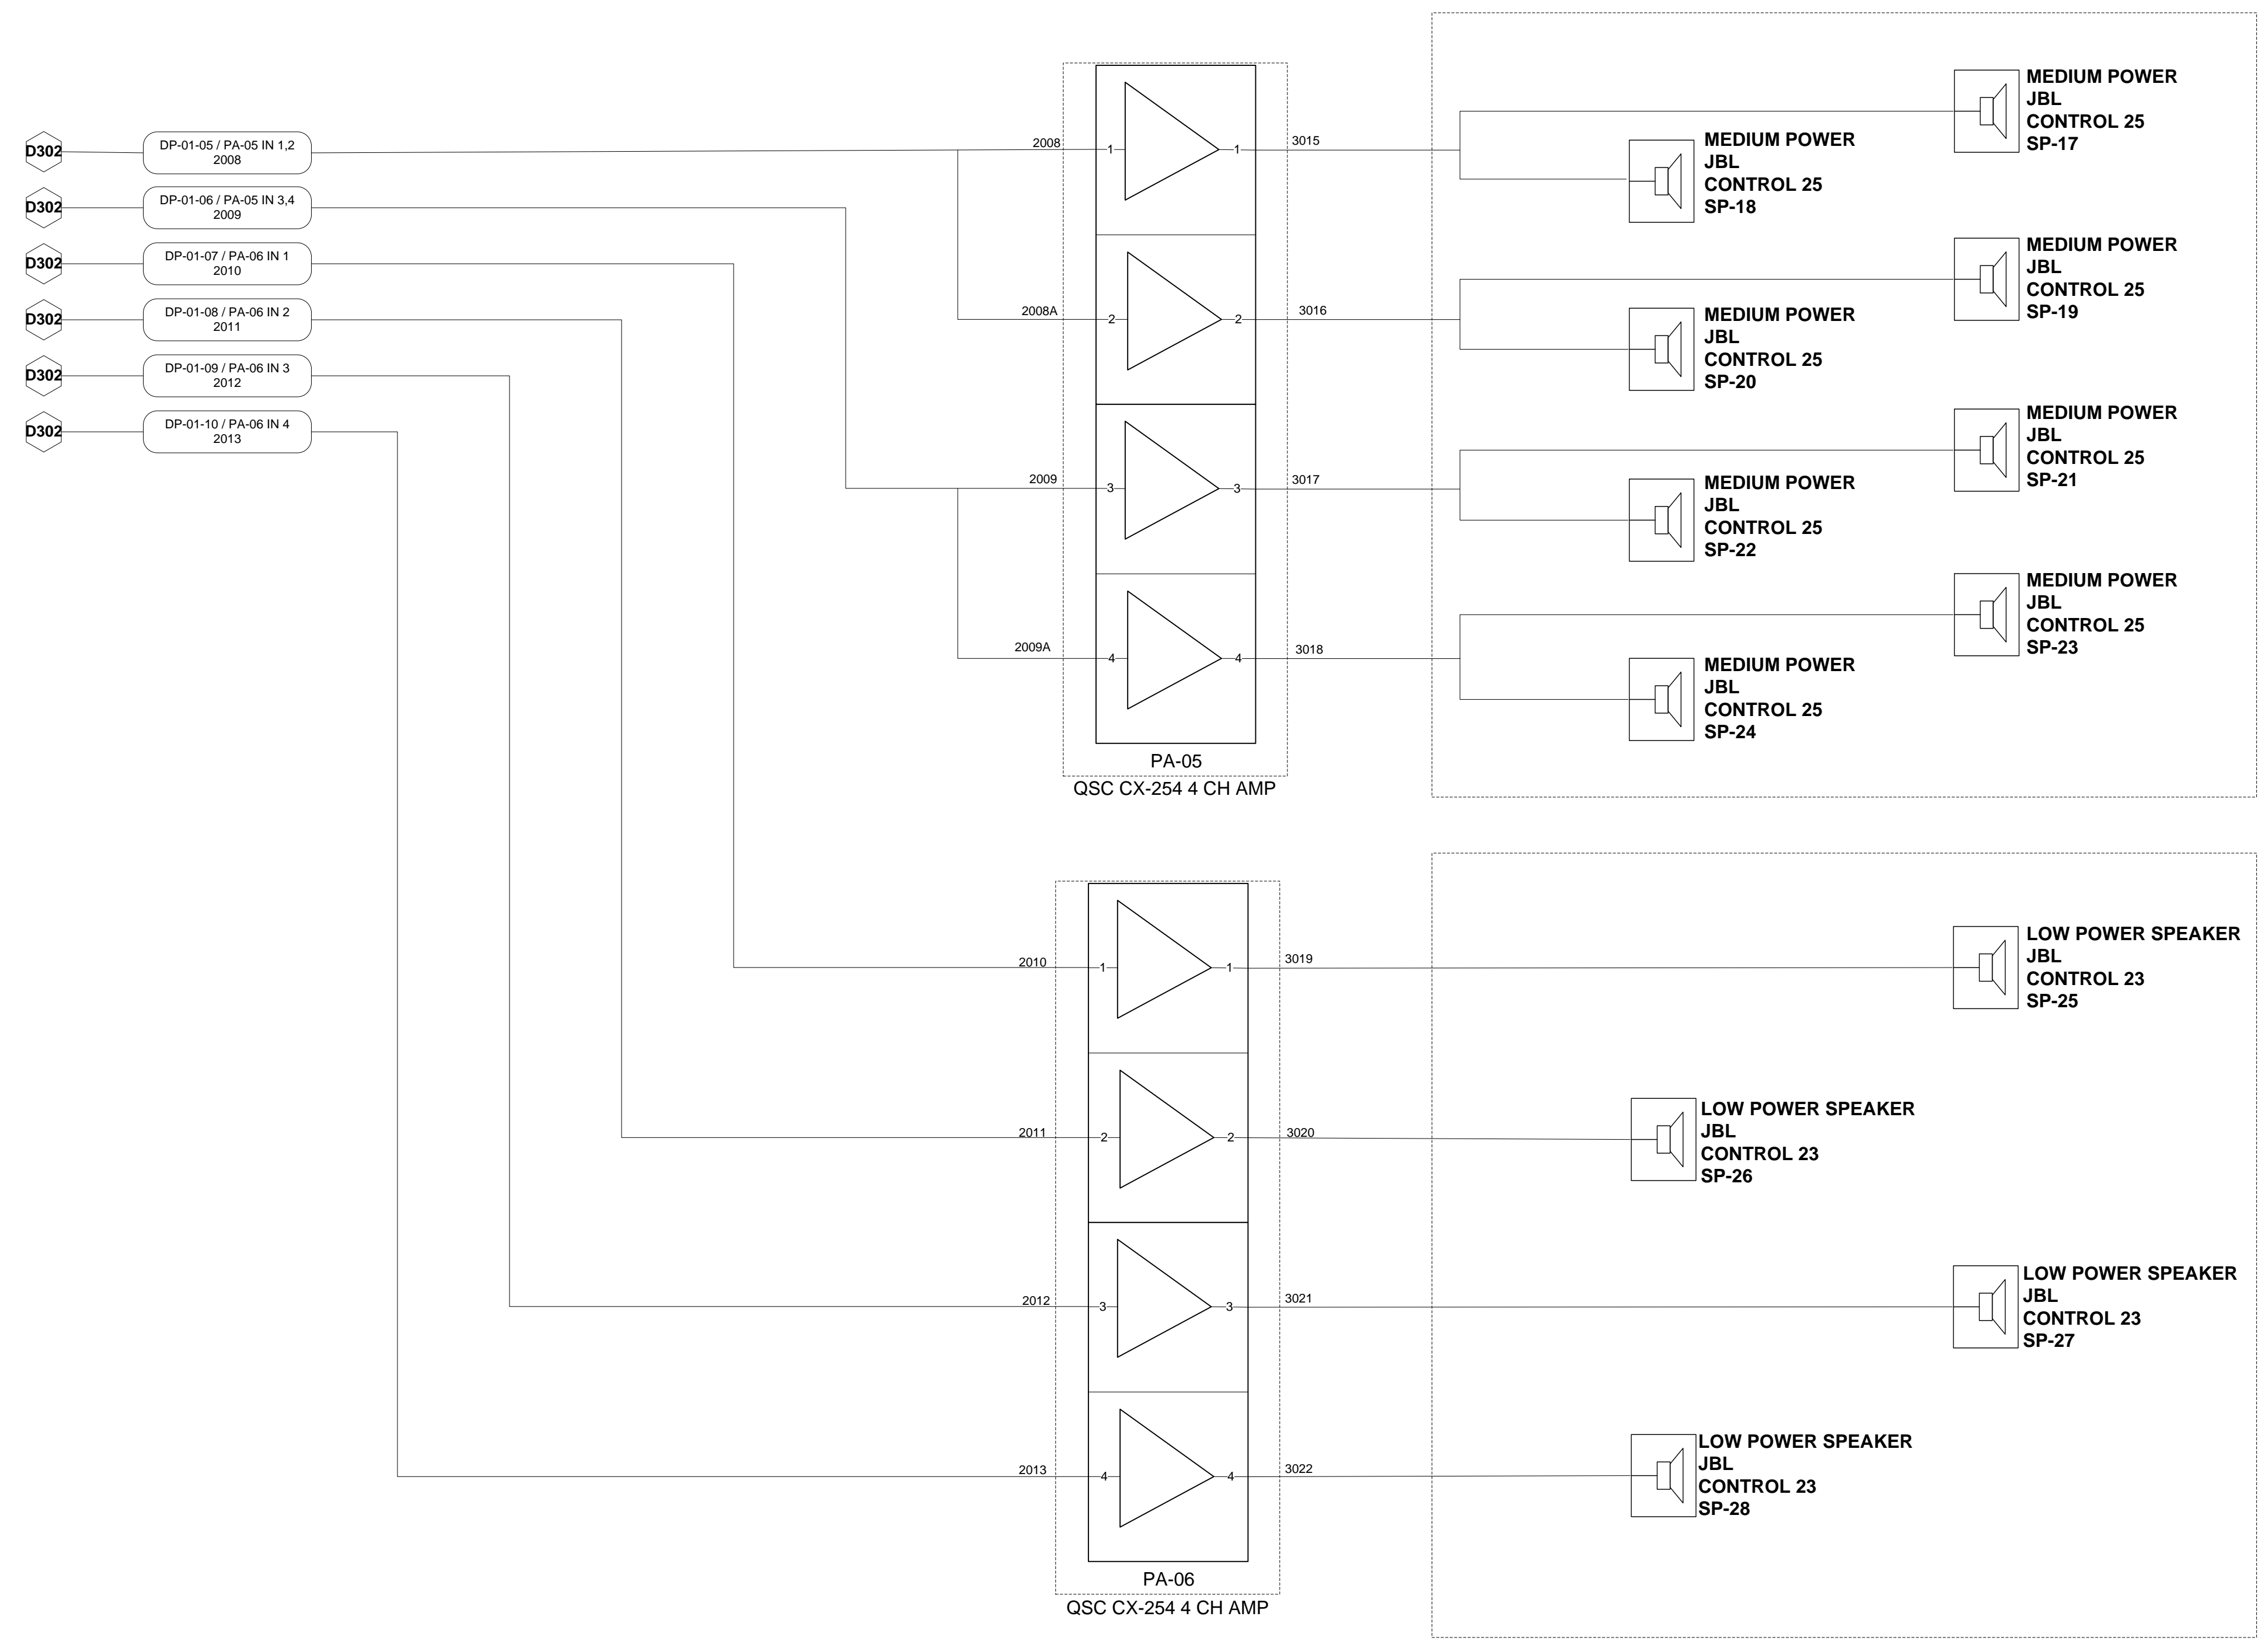 D302
DP-01-05 / PA-05 IN 1,2
2008
D302
DP-01-06 / PA-05 IN 3,4
2009
D302
DP-01-07 / PA-06 IN 1
2010
D302
DP-01-08 / PA-06 IN 2
2011
D302
DP-01-09 / PA-06 IN 3
2012
D302
DP-01-10 / PA-06 IN 4
2013
2008
1
1
3015
2008A
2
2
3016
2009
3
3
3017
2009A
4
4
3018
PA-05
QSC CX-254 4 CH AMP
MEDIUM POWER
JBL
CONTROL 25
SP-17
MEDIUM POWER
JBL
CONTROL 25
SP-18
MEDIUM POWER
JBL
CONTROL 25
SP-19
MEDIUM POWER
JBL
CONTROL 25
SP-20
MEDIUM POWER
JBL
CONTROL 25
SP-21
MEDIUM POWER
JBL
CONTROL 25
SP-22
MEDIUM POWER
JBL
CONTROL 25
SP-23
MEDIUM POWER
JBL
CONTROL 25
SP-24
2010
1
1
3019
2011
2
2
3020
2012
3
3
3021
2013
4
4
3022
PA-06
QSC CX-254 4 CH AMP
LOW POWER SPEAKER
JBL
CONTROL 23
SP-25
LOW POWER SPEAKER
JBL
CONTROL 23
SP-26
LOW POWER SPEAKER
JBL
CONTROL 23
SP-27
LOW POWER SPEAKER
JBL
CONTROL 23
SP-28